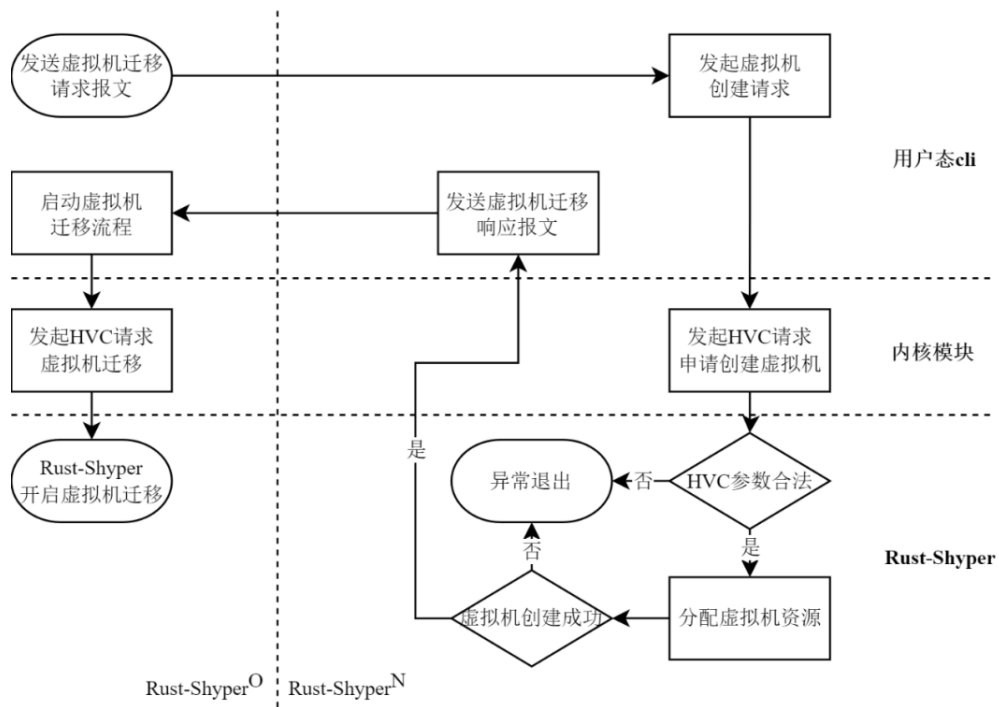 发送虚拟机迁移
请求报文
发起虚拟机
创建请求
用户态cli
启动虚拟机
迁移流程
发送虚拟机迁移
响应报文
发起HVC请求
虚拟机迁移
发起HVC请求
申请创建虚拟机
内核模块
Rust-Shyper
开启虚拟机迁移
是
异常退出
否
HVC参数合法
否
是
Rust-Shyper
虚拟机创建成功
分配虚拟机资源
Rust-Shyper^O
Rust-Shyper^N